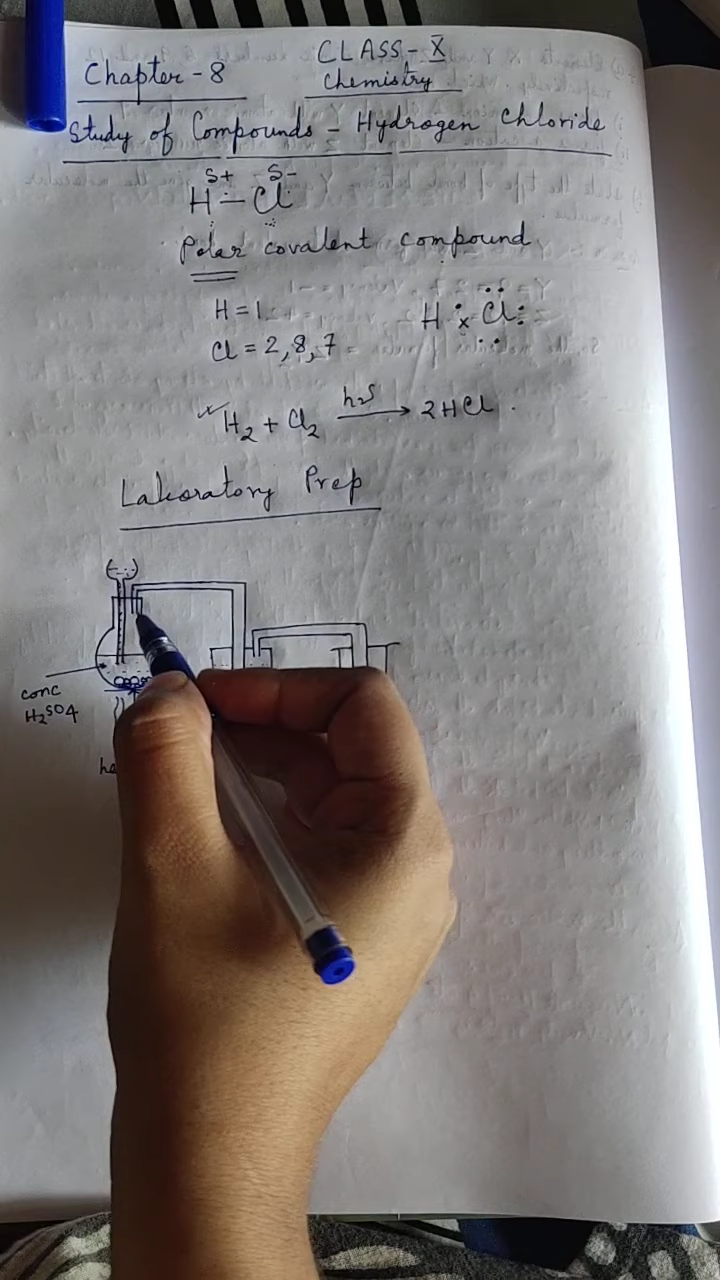 CLASS - X
Chapter - 8
Chemistry
Study of Compounds - Hydrogen Chloride
δ+ δ-
H - Cl
Polar covalent compound
H = 1
Cl = 2, 8, 7
H x Cl
H₂ + Cl₂ ⟶ 2HCl
Laboratory Prep
conc
H₂SO4